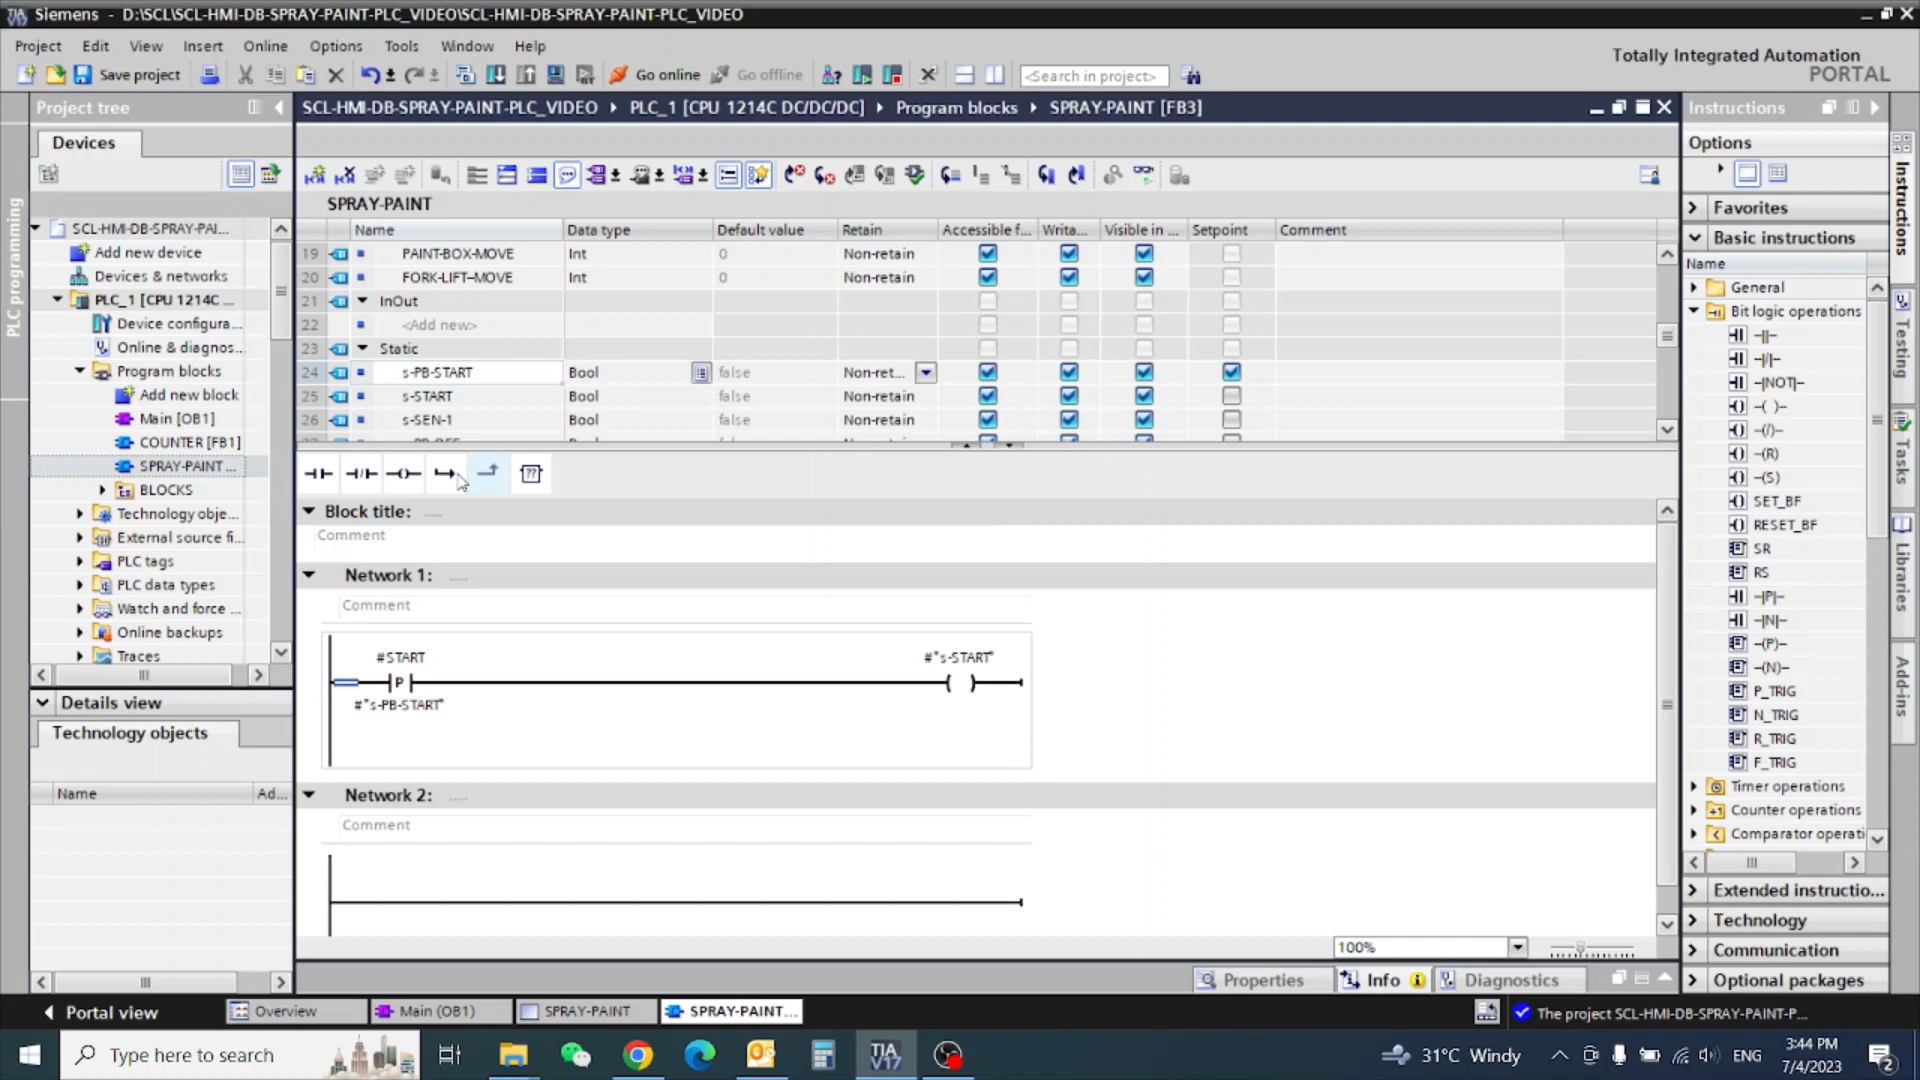 Siemens - D:\SCL\SCL-HMI-DB-SPRAY-PAINT-PLC_VIDEO\SCL-HMI-DB-SPRAY-PAINT-PLC_VIDEO
Project Edit View Insert Online Options Tools Window Help
Totally Integrated Automation
PORTAL
Save project
Go online
Go offline
<Search in project>
Project tree
SCL-HMI-DB-SPRAY-PAINT-PLC_VIDEO PLC_1 [CPU 1214C DC/DC/DC] Program blocks SPRAY-PAINT [FB3]
Instructions
Devices
Options
PLC programming
SPRAY-PAINT
Name Data type Default value Retain Accessible f... Writa... Visible in ... Setpoint Comment
19 PAINT-BOX-MOVE Int 0 Non-retain
20 FORK-LIFT-MOVE Int 0 Non-retain
21 InOut
22 <Add new>
23 Static
24 s-PB-START Bool false Non-ret...
25 s-START Bool false Non-retain
26 s-SEN-1 Bool false Non-retain
SCL-HMI-DB-SPRAY-PAI...
Add new device
Devices & networks
PLC_1 [CPU 1214C ...
Device configura...
Online & diagnos...
Program blocks
Add new block
Main [OB1]
COUNTER [FB1]
SPRAY-PAINT ...
BLOCKS
Technology obje...
External source fi...
PLC tags
PLC data types
Watch and force ...
Online backups
Traces
Details view
Technology objects
Name Ad...
??
Block title: .....
Comment
Network 1: .....
Comment
#START
P
#"s-PB-START"
#"s-START"
Network 2: .....
Comment
100%
Properties
Info
Diagnostics
Favorites
Basic instructions
Name
General
Bit logic operations
-||-
-|/|-
-|NOT|-
-( )-
-(/)-
-(R)
-(S)
SET_BF
RESET_BF
SR
RS
-|P|-
-|N|-
-(P)-
-(N)-
P_TRIG
N_TRIG
R_TRIG
F_TRIG
Timer operations
Counter operations
Comparator operati
Extended instructio...
Technology
Communication
Optional packages
Instructions
Testing
Tasks
Libraries
Add-ins
Portal view
Overview
Main (OB1)
SPRAY-PAINT
SPRAY-PAINT...
The project SCL-HMI-DB-SPRAY-PAINT-P...
Type here to search
TIA
V17
31°C Windy
ENG
3:44 PM
7/4/2023
2